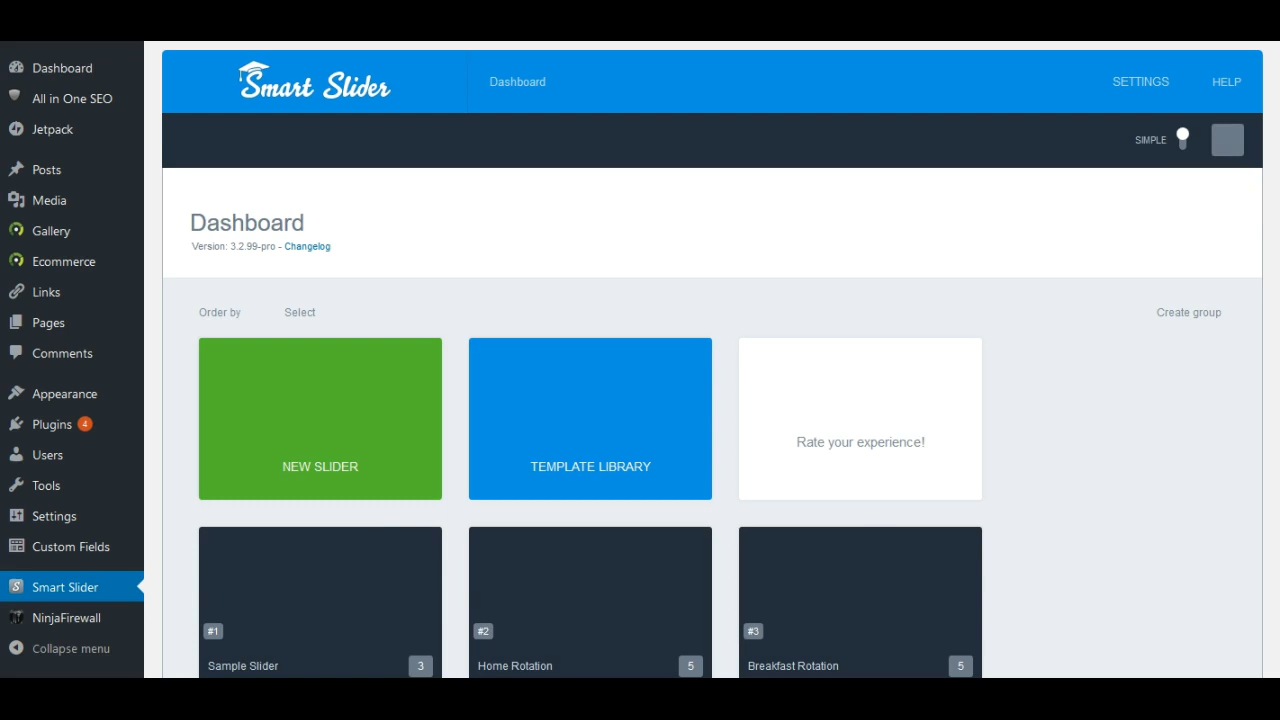 Dashboard
All in One SEO
Jetpack
Posts
Media
Gallery
Ecommerce
Links
Pages
Comments
Appearance
Plugins 4
Users
Tools
Settings
Custom Fields
S Smart Slider
NinjaFirewall
Collapse menu
Smart Slider
Dashboard
SETTINGS
HELP
SIMPLE
Dashboard
Version: 3.2.99-pro - Changelog
Order by
Select
Create group
NEW SLIDER
TEMPLATE LIBRARY
Rate your experience!
#1
Sample Slider 3
#2
Home Rotation 5
#3
Breakfast Rotation 5